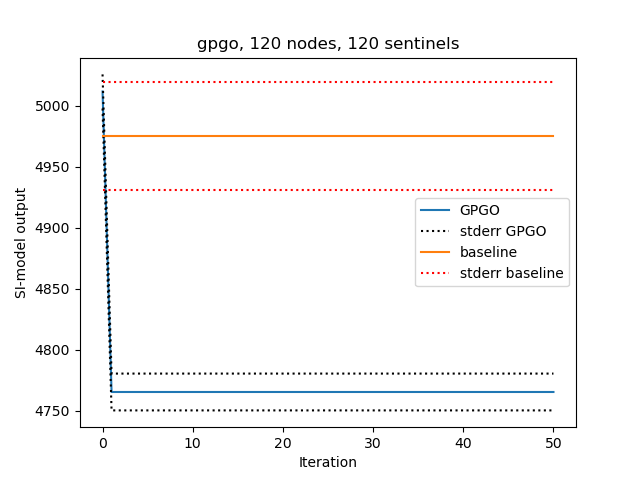 gpgo, 120 nodes, 120 sentinels
5000
4950
4900
4850
4800
4750
SI-model output
GPGO
stderr GPGO
baseline
stderr baseline
0 10 20 30 40 50
Iteration